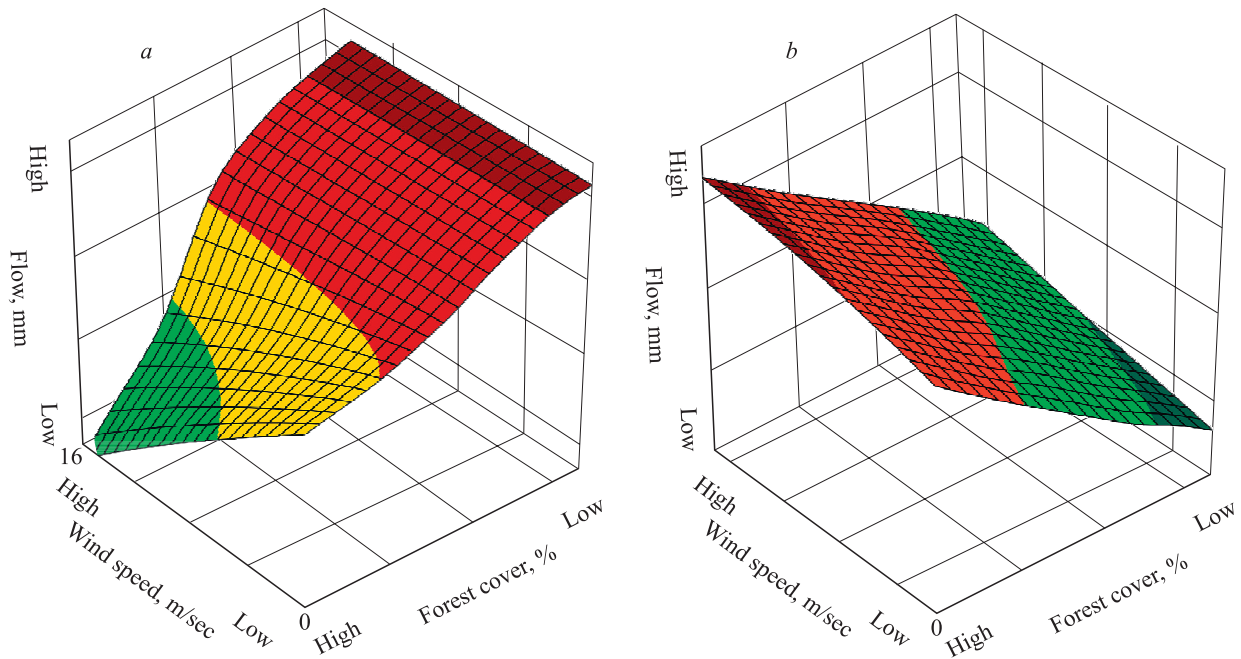 a
High
Flow, mm
Low
16
High
Wind speed, m/sec
Low
0
High
Forest cover, %
Low
b
High
Flow, mm
Low
High
Wind speed, m/sec
Low
0
High
Forest cover, %
Low